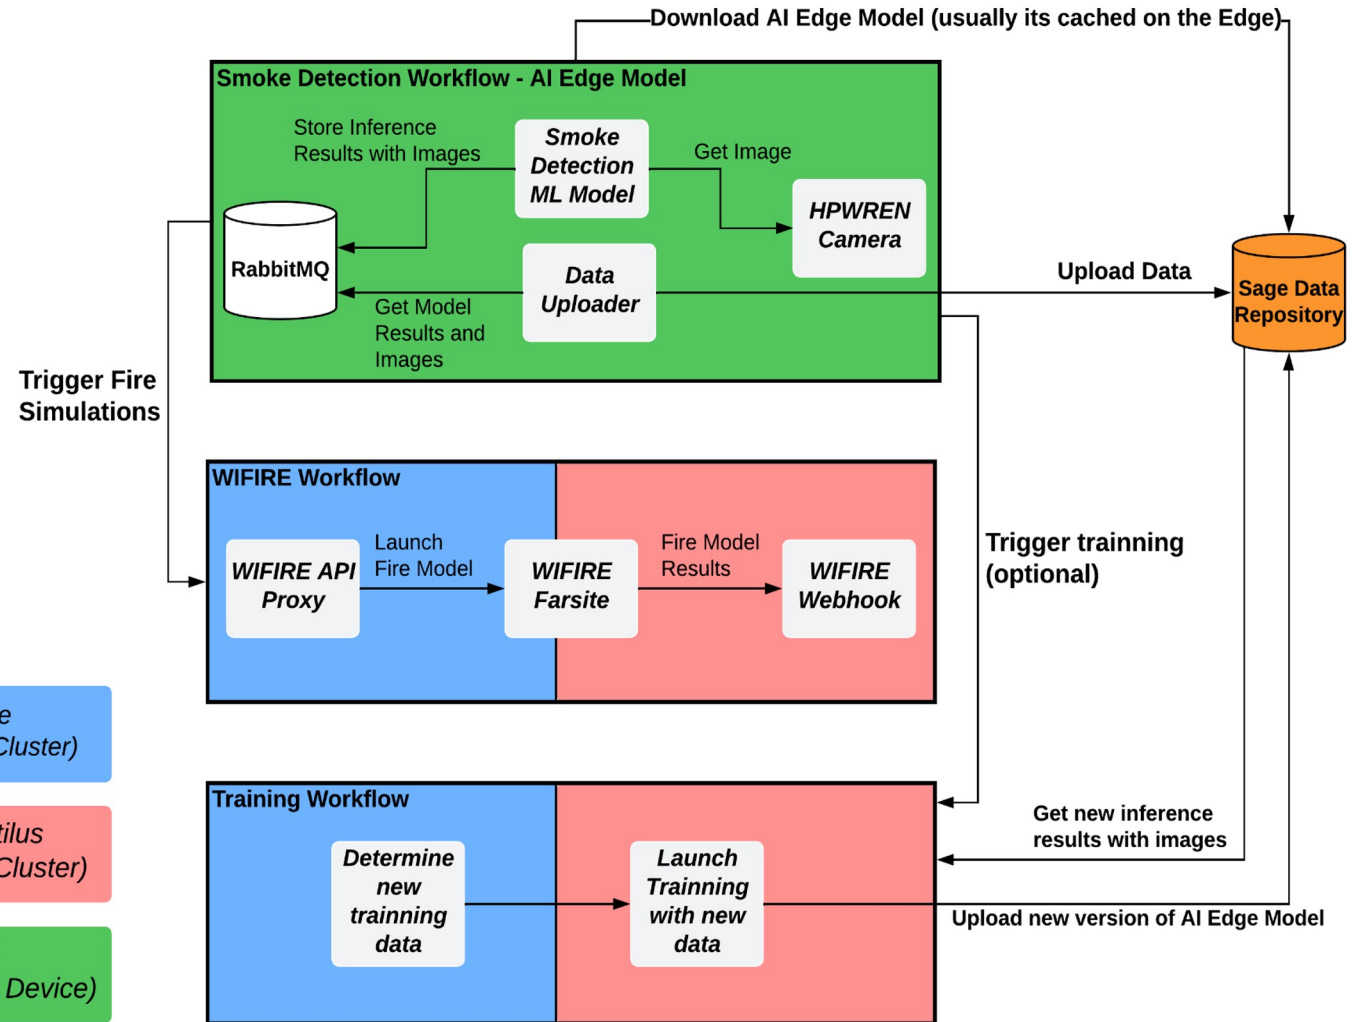 Download AI Edge Model (usually its cached on the Edge)
Smoke Detection Workflow - AI Edge Model
Store Inference
Results with Images
Smoke
Detection
ML Model
Get Image
HPWREN
Camera
RabbitMQ
Data
Uploader
Get Model
Results and
Images
Upload Data
Sage Data
Repository
Trigger Fire
Simulations
WIFIRE Workflow
WIFIRE API
Proxy
Launch
Fire Model
WIFIRE
Farsite
Fire Model
Results
WIFIRE
Webhook
Trigger trainning
(optional)
e
Cluster)
tilus
Cluster)
Device)
Training Workflow
Determine
new
trainning
data
Launch
Trainning
with new
data
Get new inference
results with images
Upload new version of AI Edge Model